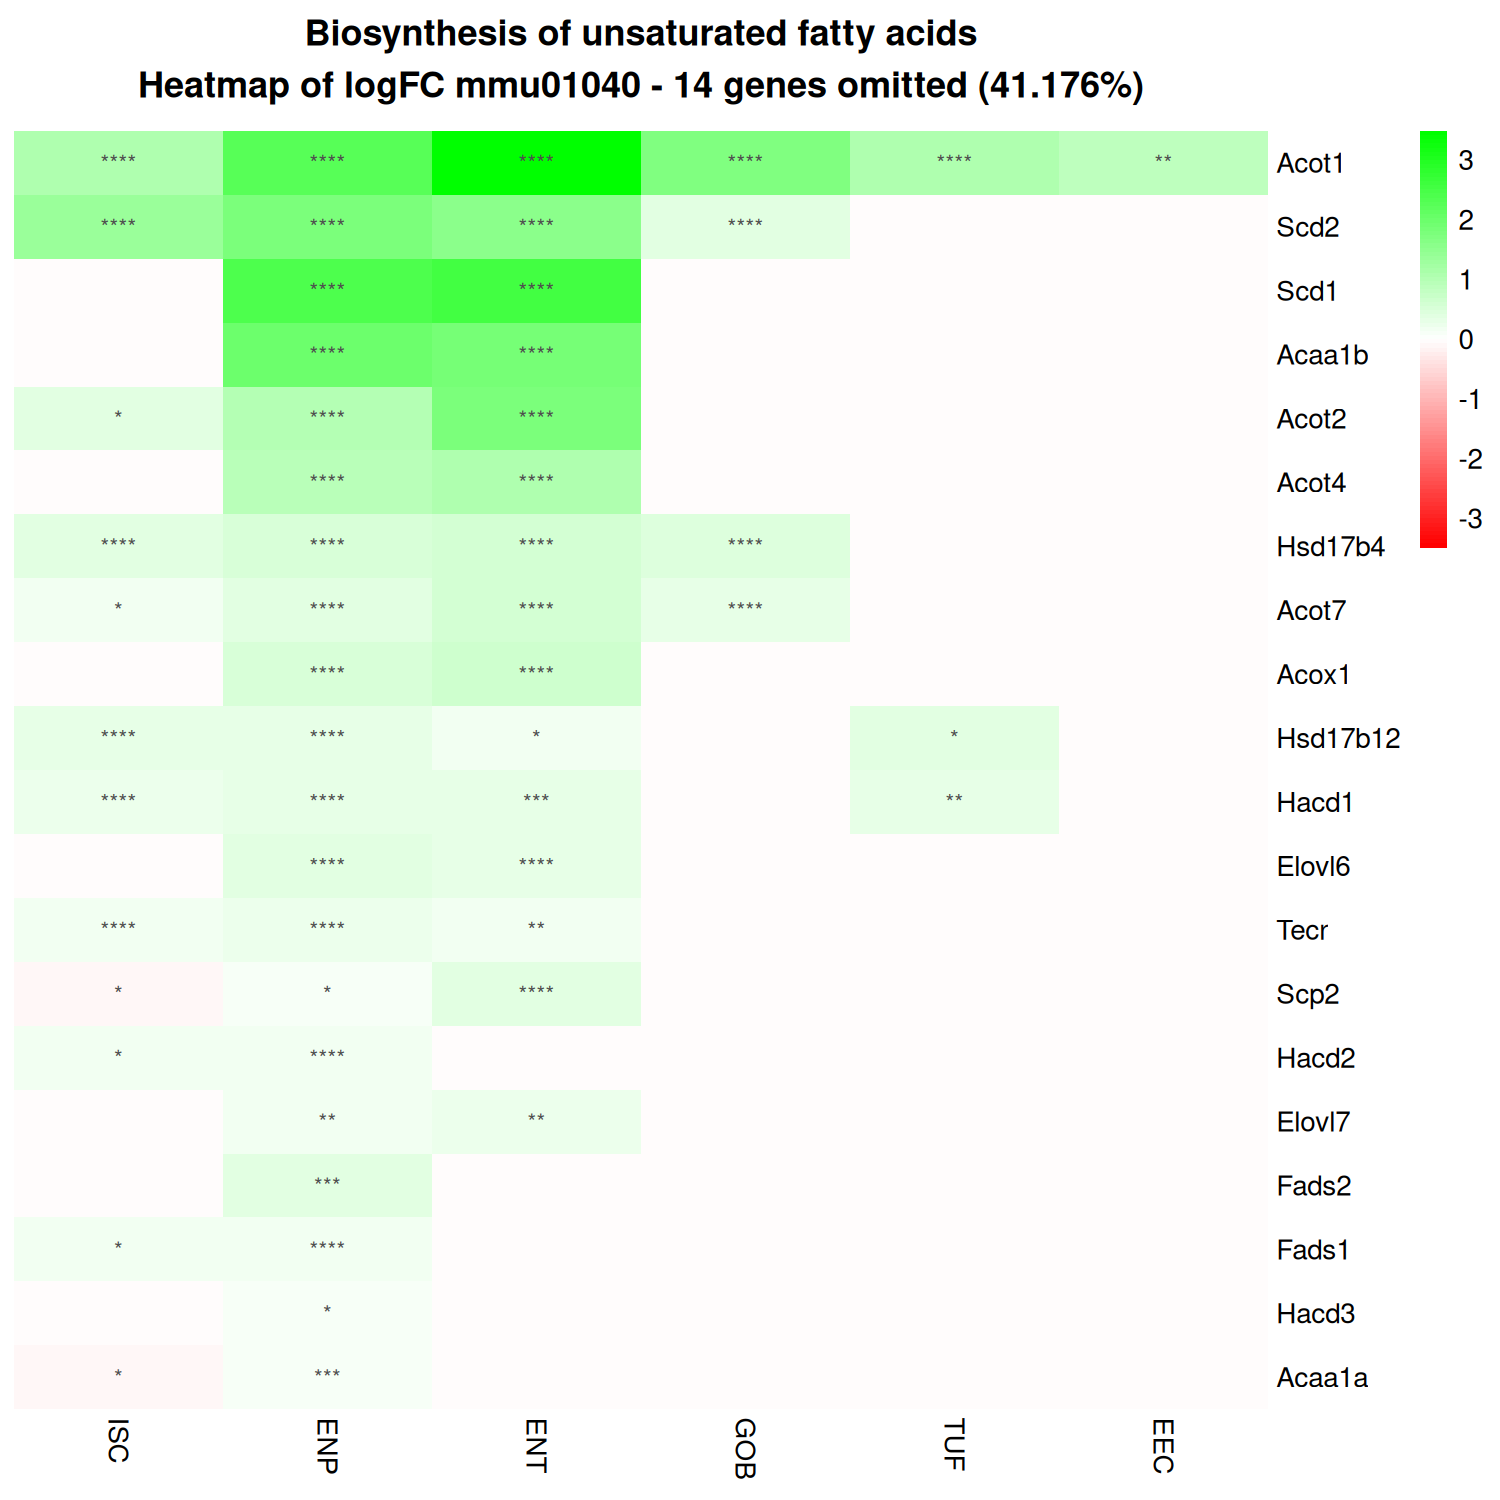 Biosynthesis of unsaturated fatty acids
Heatmap of logFC mmu01040 - 14 genes omitted (41.176%)
**** **** **** **** **** ** Acot1
**** **** **** **** Scd2
**** **** Scd1
**** **** Acaa1b
* **** **** Acot2
**** **** Acot4
**** **** **** **** Hsd17b4
* **** **** **** Acot7
**** **** Acox1
**** **** * * Hsd17b12
**** **** *** ** Hacd1
**** **** Elovl6
**** **** ** Tecr
* * **** Scp2
* **** Hacd2
** ** Elovl7
*** Fads2
* **** Fads1
* Hacd3
* *** Acaa1a
ISC ENP ENT GOB TUF EEC
3
2
1
0
-1
-2
-3